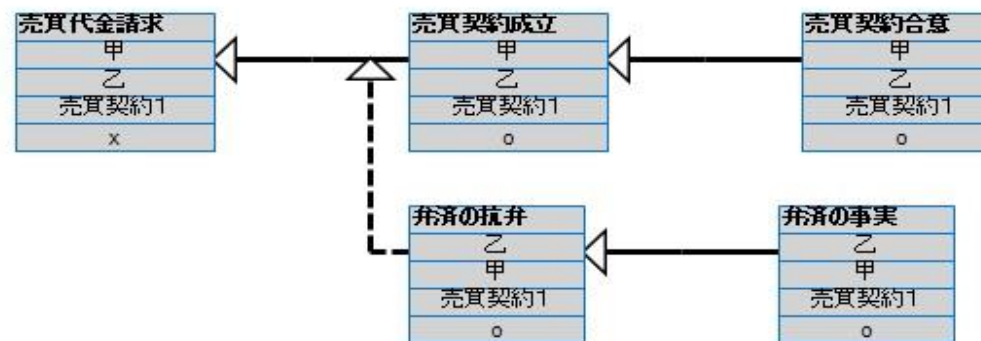 売買代金請求
甲
乙
売買契約1
x
売買契約成立
甲
乙
売買契約1
o
売買契約合意
甲
乙
売買契約1
o
弁済の抗弁
乙
甲
売買契約1
o
弁済の事実
乙
甲
売買契約1
o